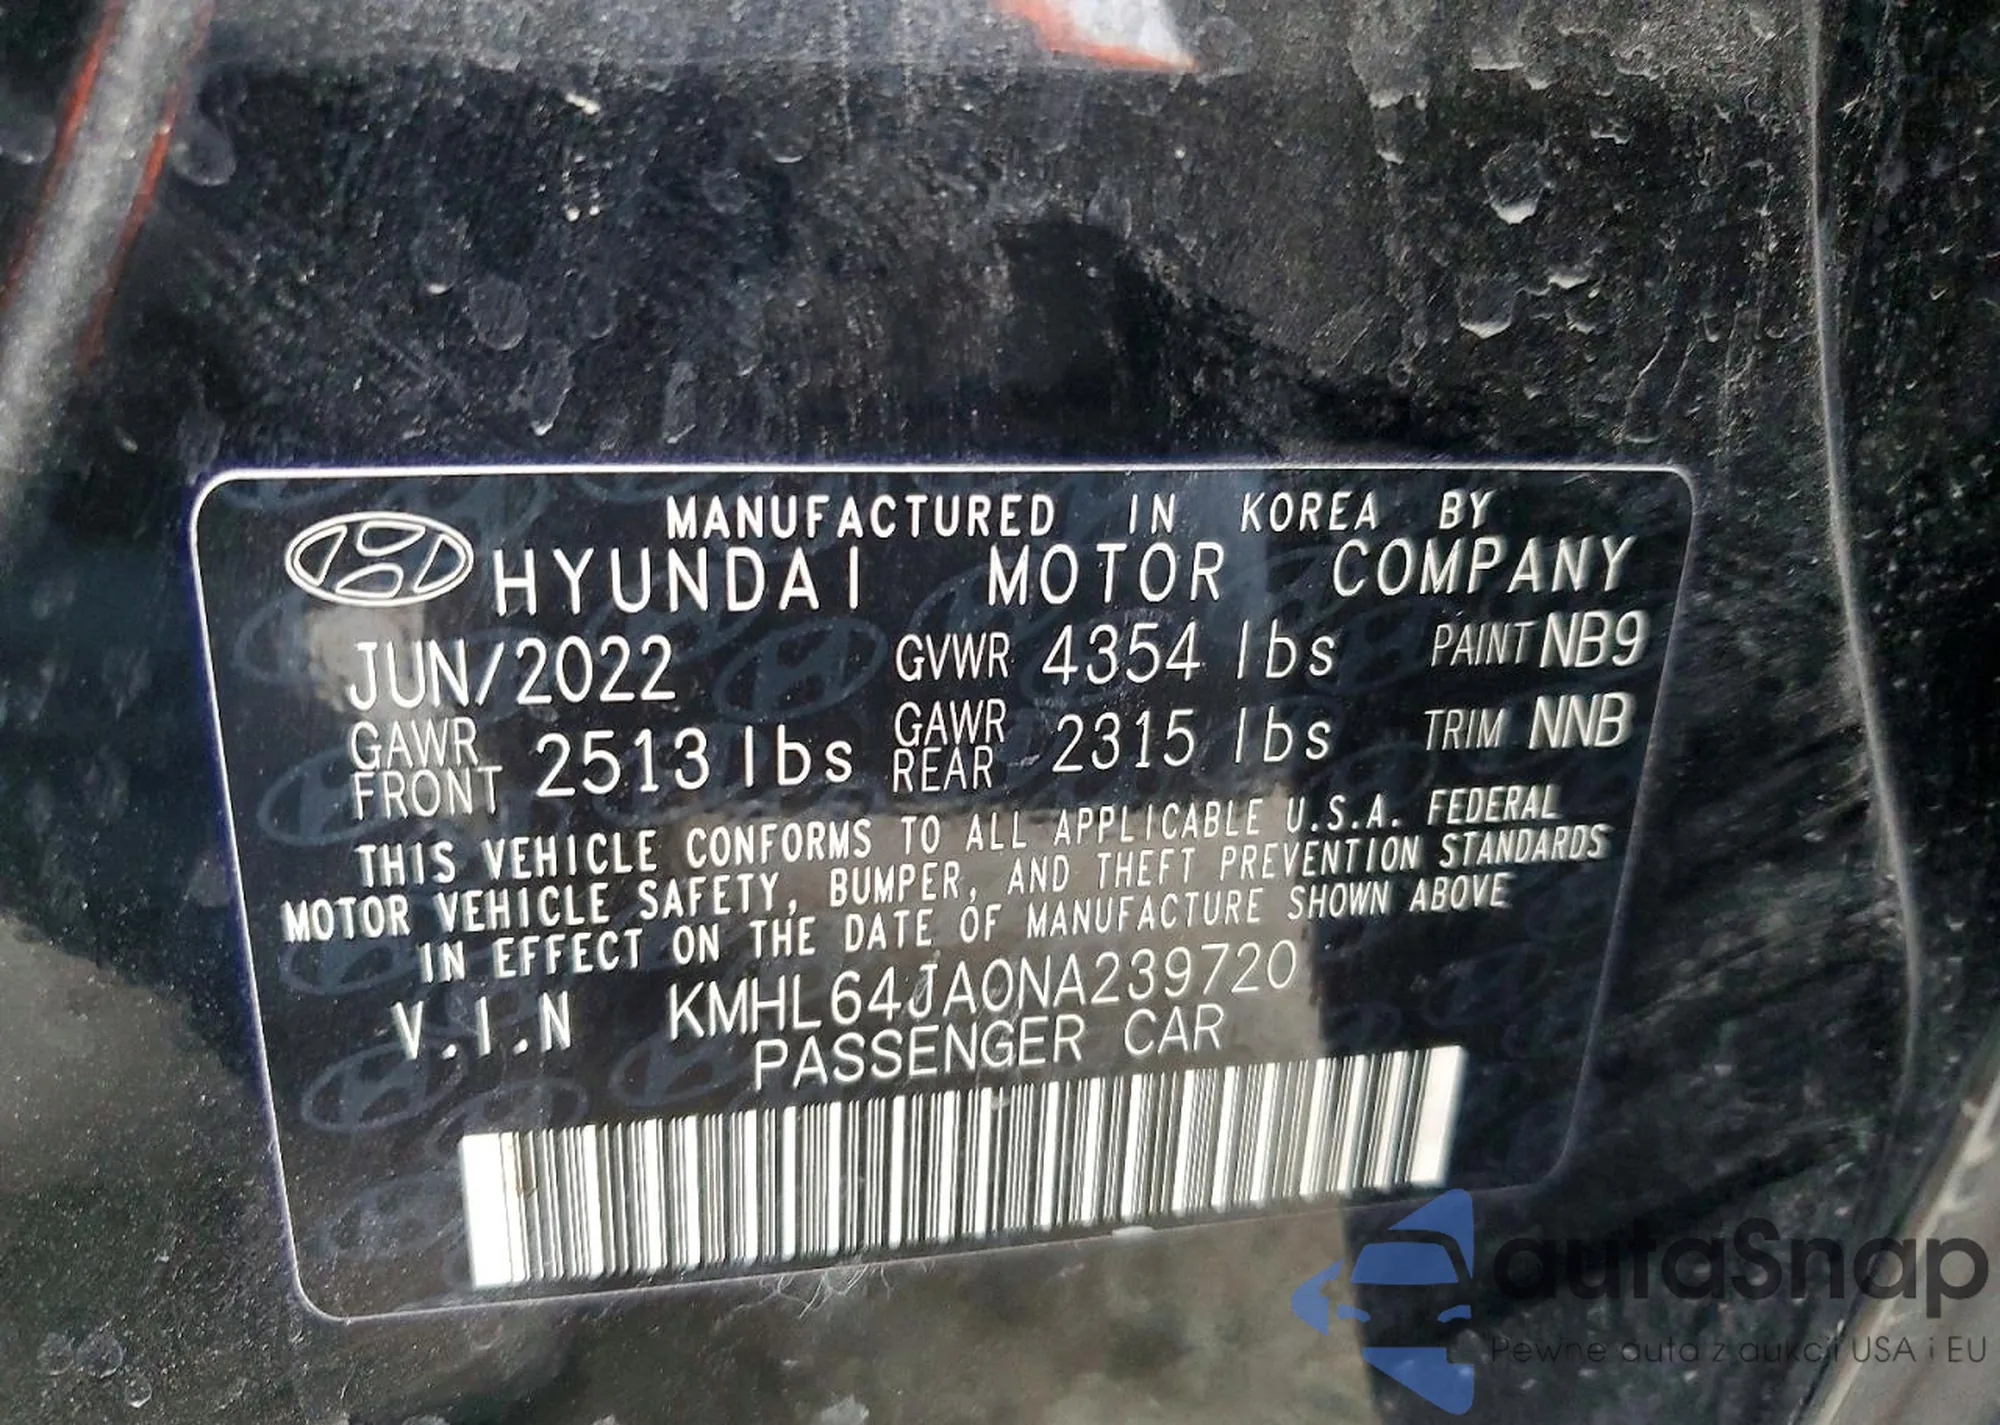 MANUFACTURED IN KOREA BY
HYUNDAI MOTOR COMPANY
JUN/2022 GVWR 4354 lbs PAINT NB9
GAWR FRONT 2513 lbs GAWR REAR 2315 lbs TRIM NNB
THIS VEHICLE CONFORMS TO ALL APPLICABLE U.S.A. FEDERAL
MOTOR VEHICLE SAFETY, BUMPER, AND THEFT PREVENTION STANDARDS
IN EFFECT ON THE DATE OF MANUFACTURE SHOWN ABOVE
V.I.N KMHL64JA0NA239720
PASSENGER CAR
autaSnap
Pewne auta z aukcji USA i EU